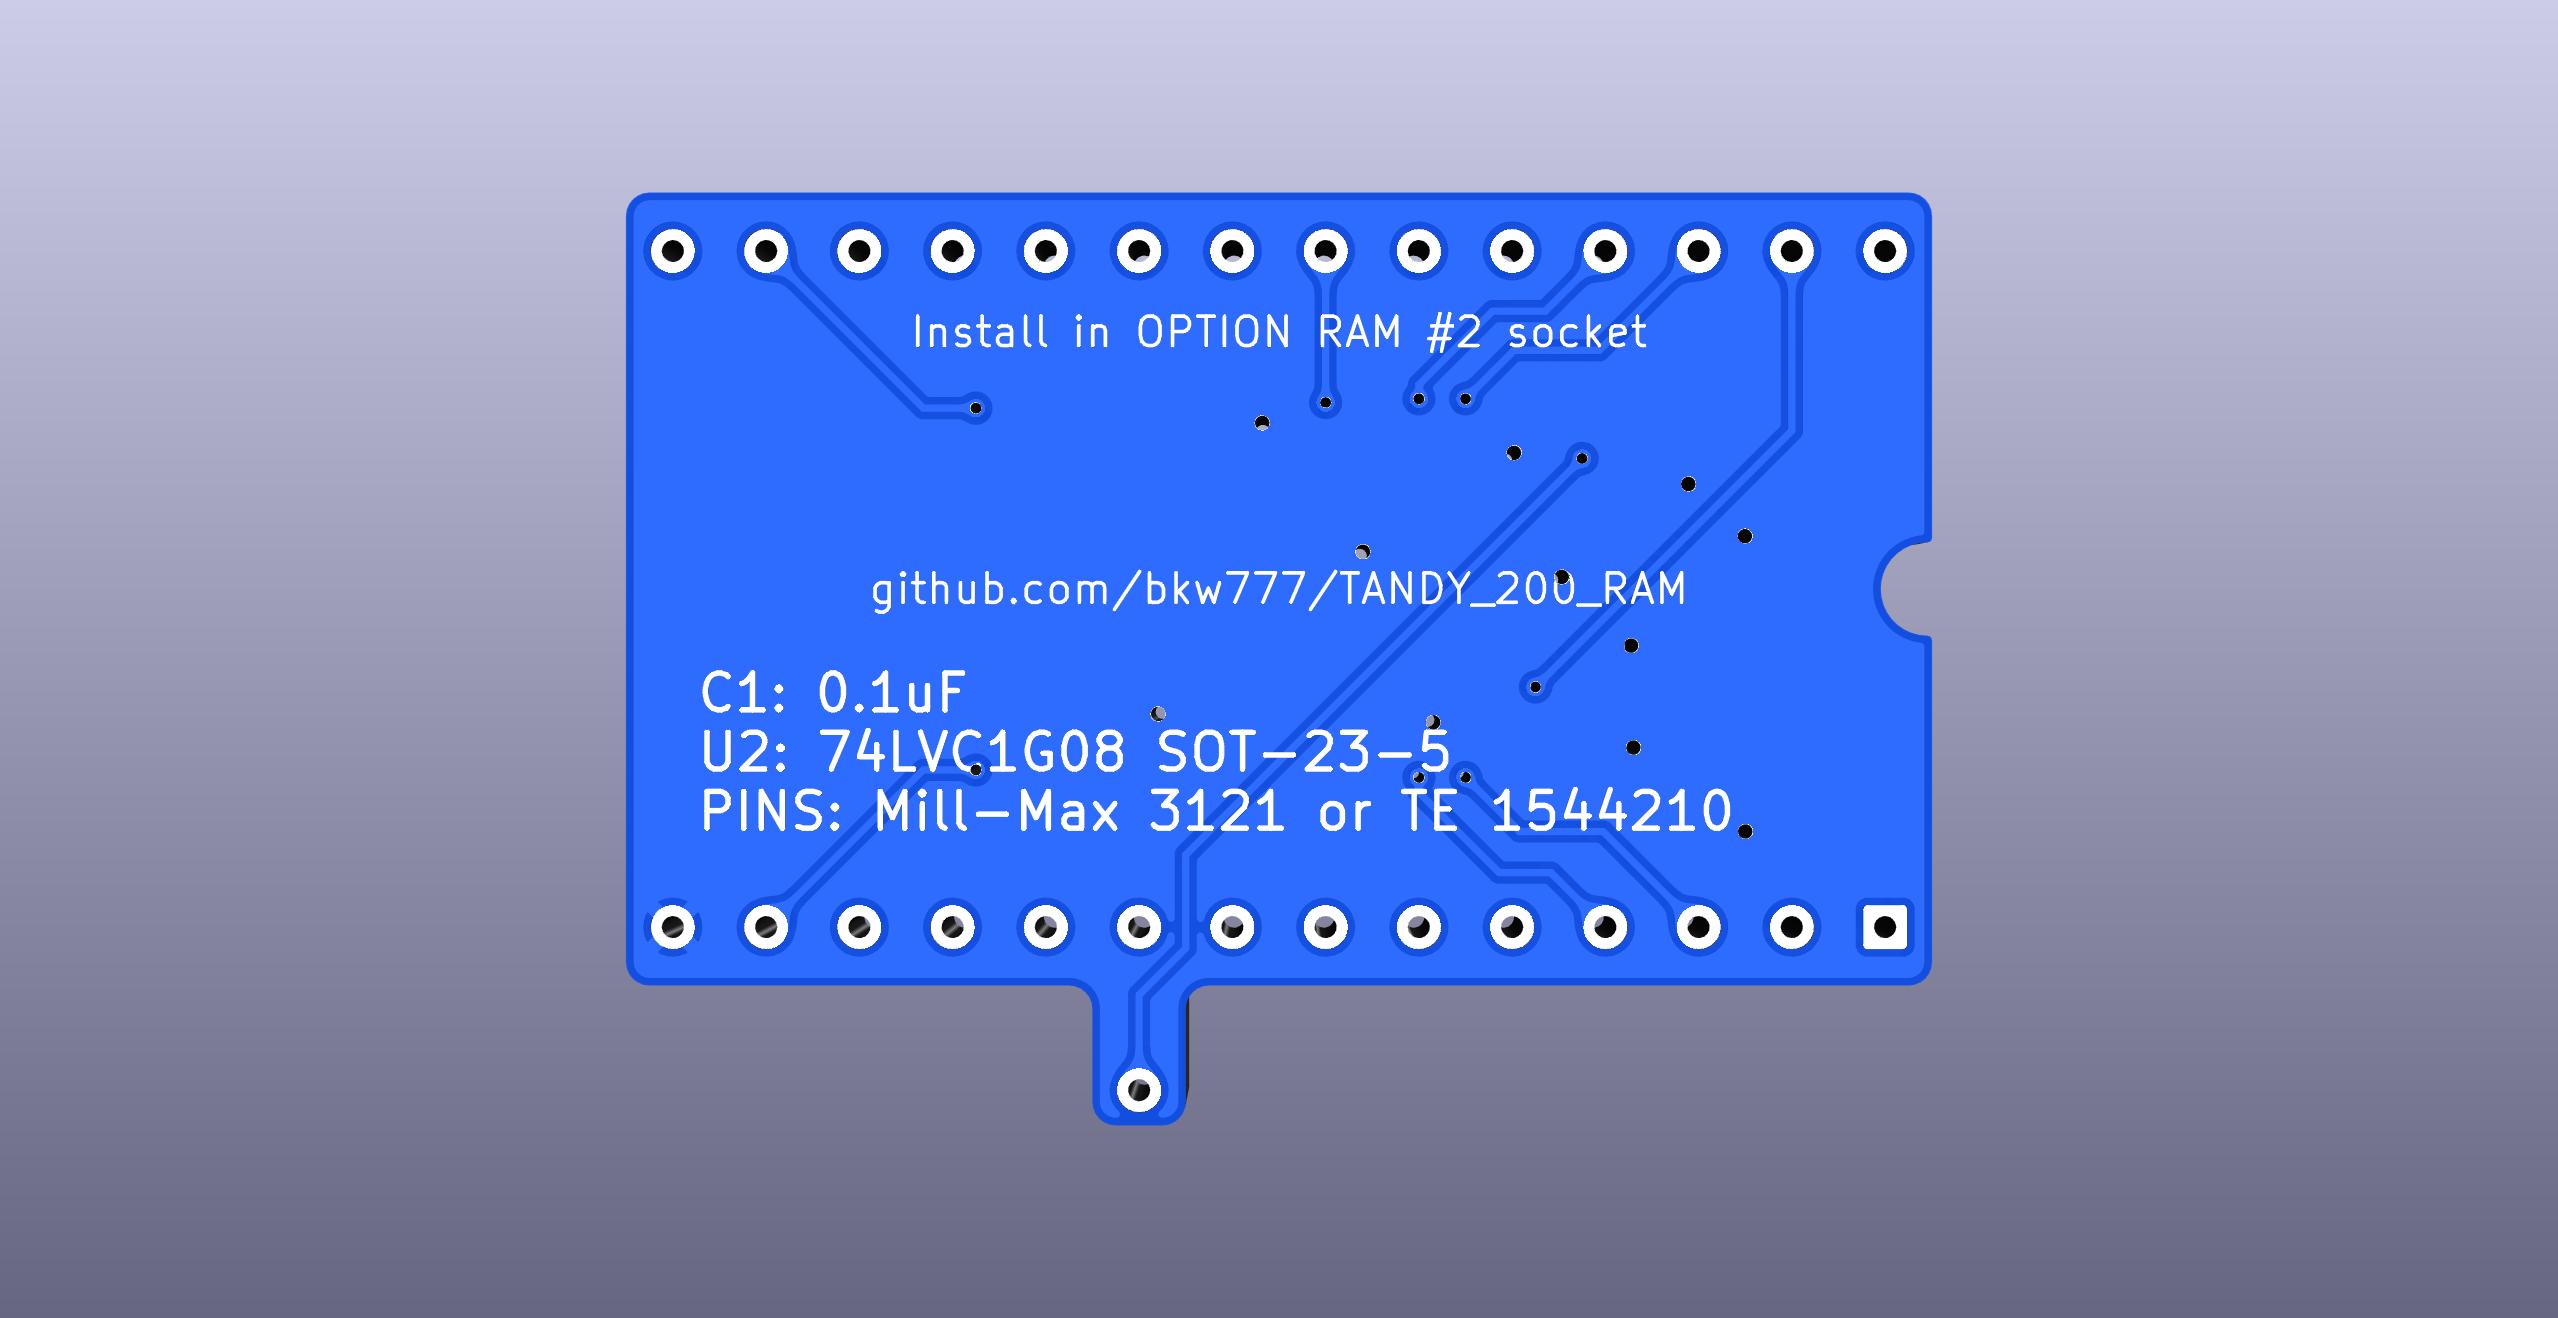 Install in OPTION RAM #2 socket
github.com/bkw777/TANDY_200_RAM
C1: 0.1uF
U2: 74LVC1G08 SOT-23-5
PINS: Mill-Max 3121 or TE 1544210